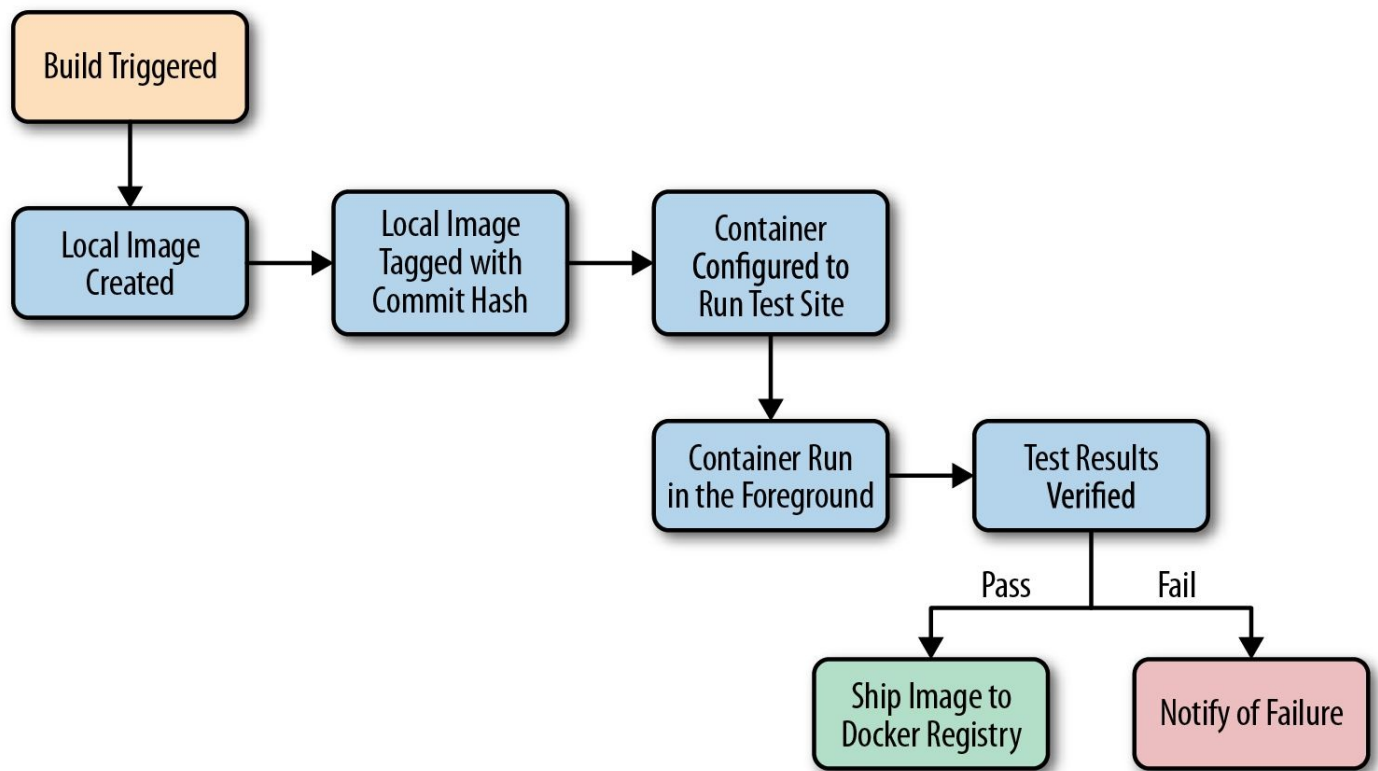 Build Triggered
Local Image
Created
Local Image
Tagged with
Commit Hash
Container
Configured to
Run Test Site
Container Run
in the Foreground
Test Results
Verified
Pass
Fail
Ship Image to
Docker Registry
Notify of Failure